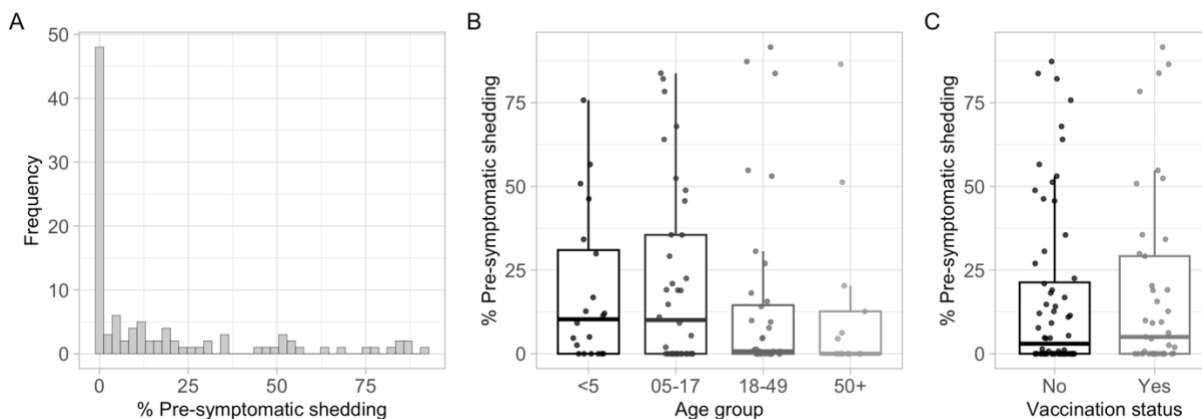 A
50
40
30
20
10
0
Frequency
0 25 50 75
% Pre-symptomatic shedding
B
75
50
25
0
% Pre-symptomatic shedding
<5 05-17 18-49 50+
Age group
C
75
50
25
0
% Pre-symptomatic shedding
No Yes
Vaccination status